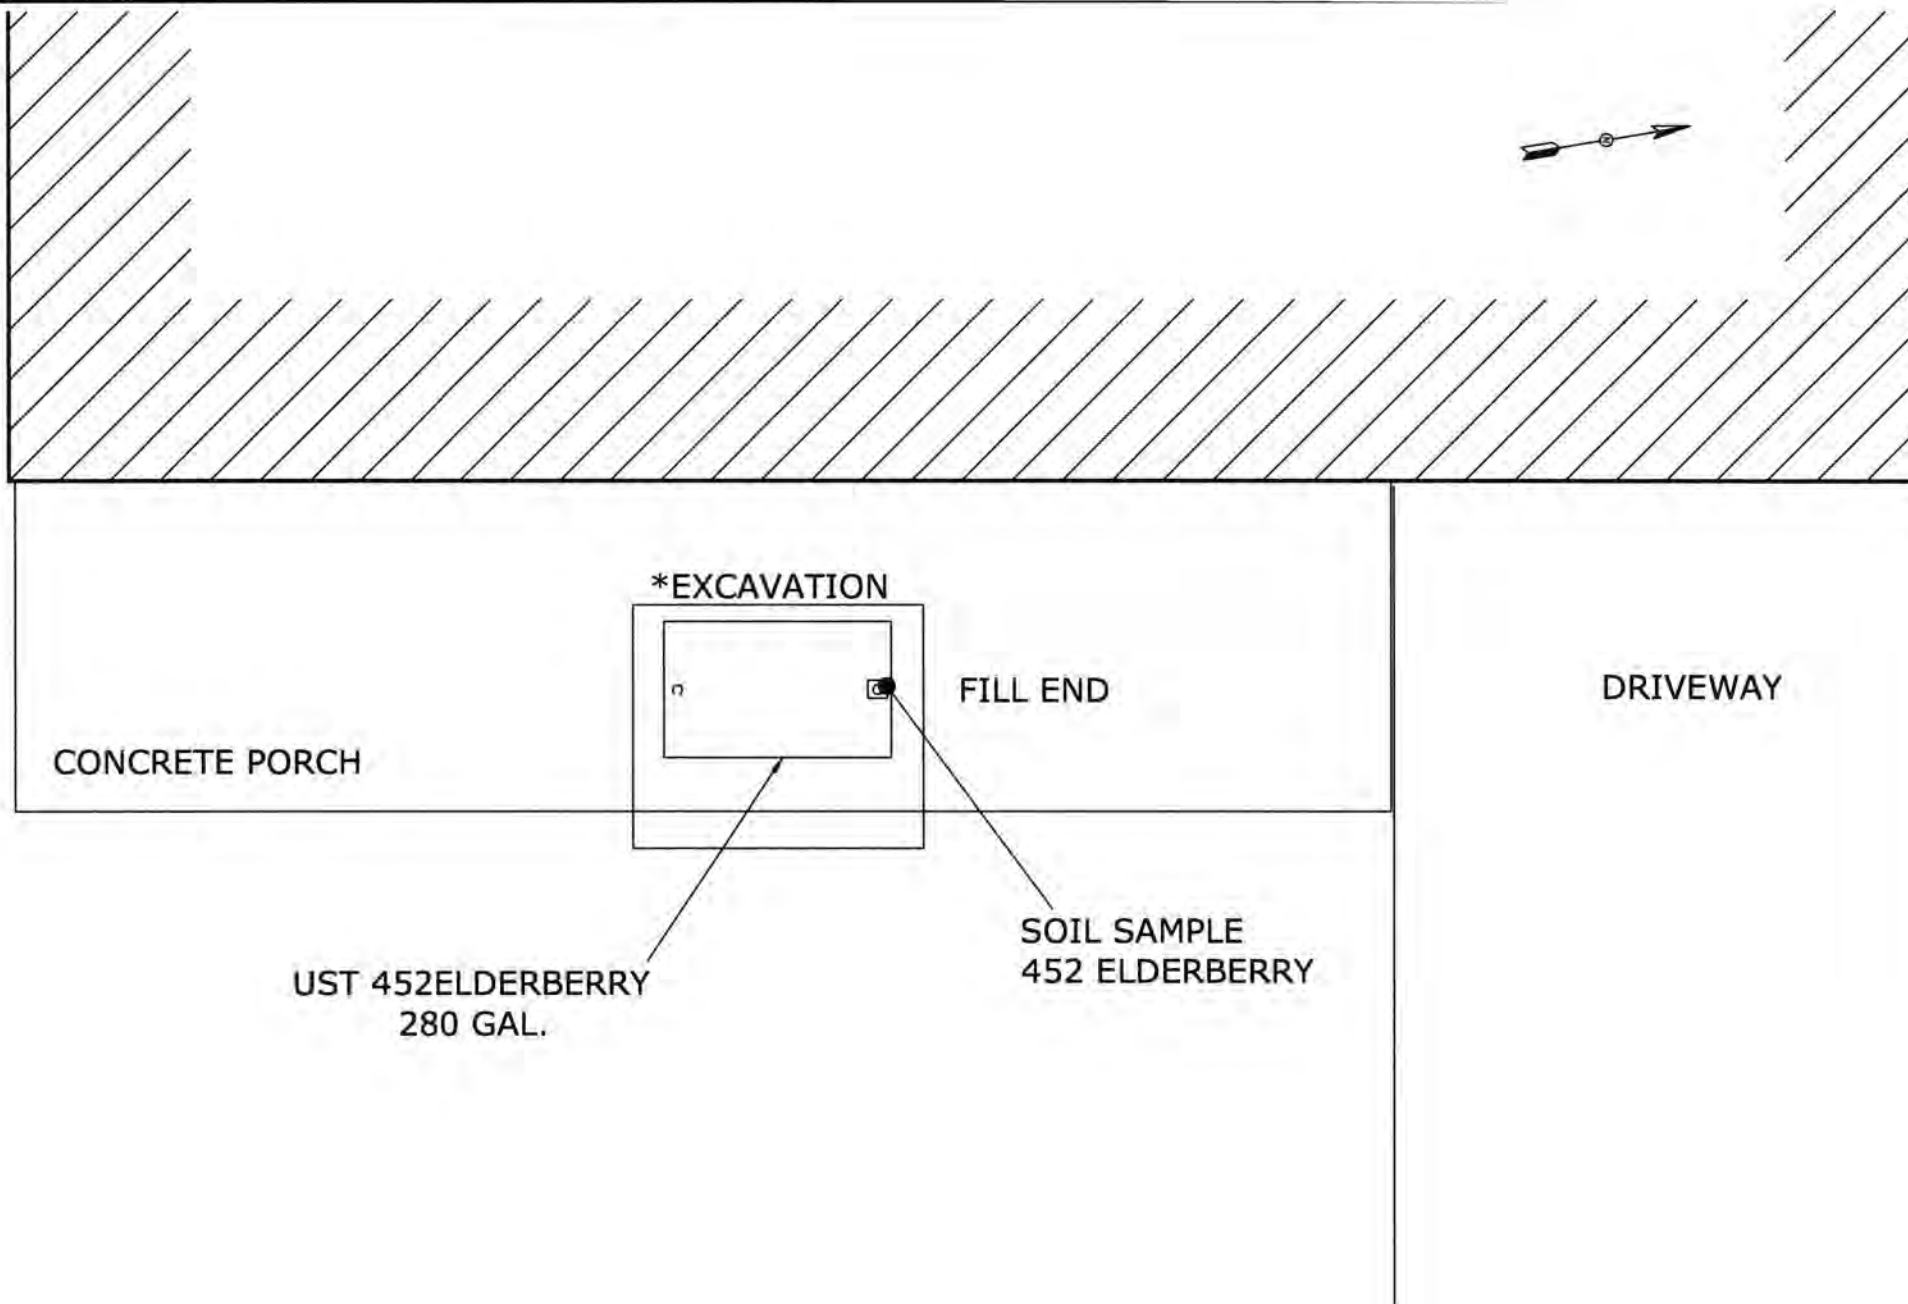 *EXCAVATION
FILL END
DRIVEWAY
CONCRETE PORCH
SOIL SAMPLE
452 ELDERBERRY
UST 452ELDERBERRY
280 GAL.